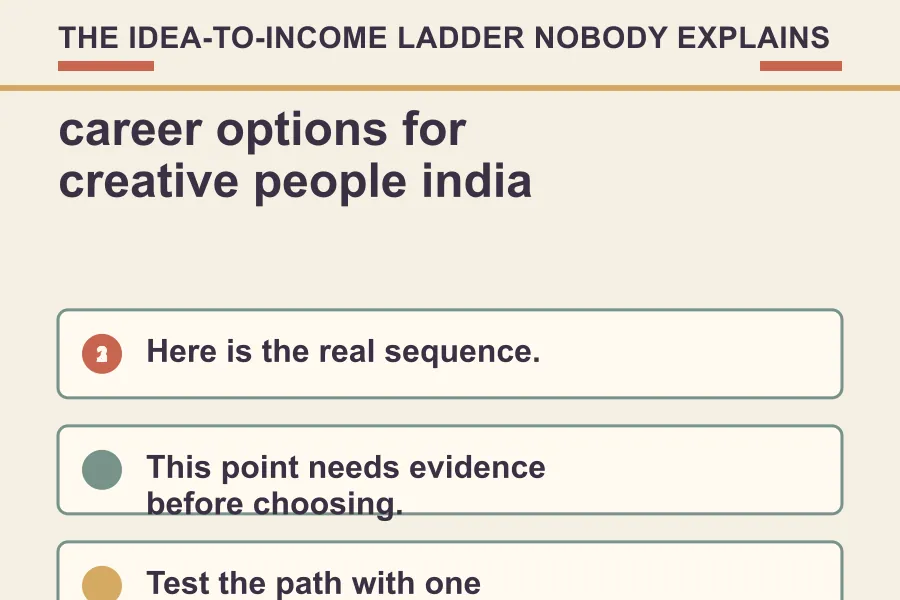 THE IDEA-TO-INCOME LADDER NOBODY EXPLAINS
career options for
creative people india
Here is the real sequence.
This point needs evidence
before choosing.
Test the path with one